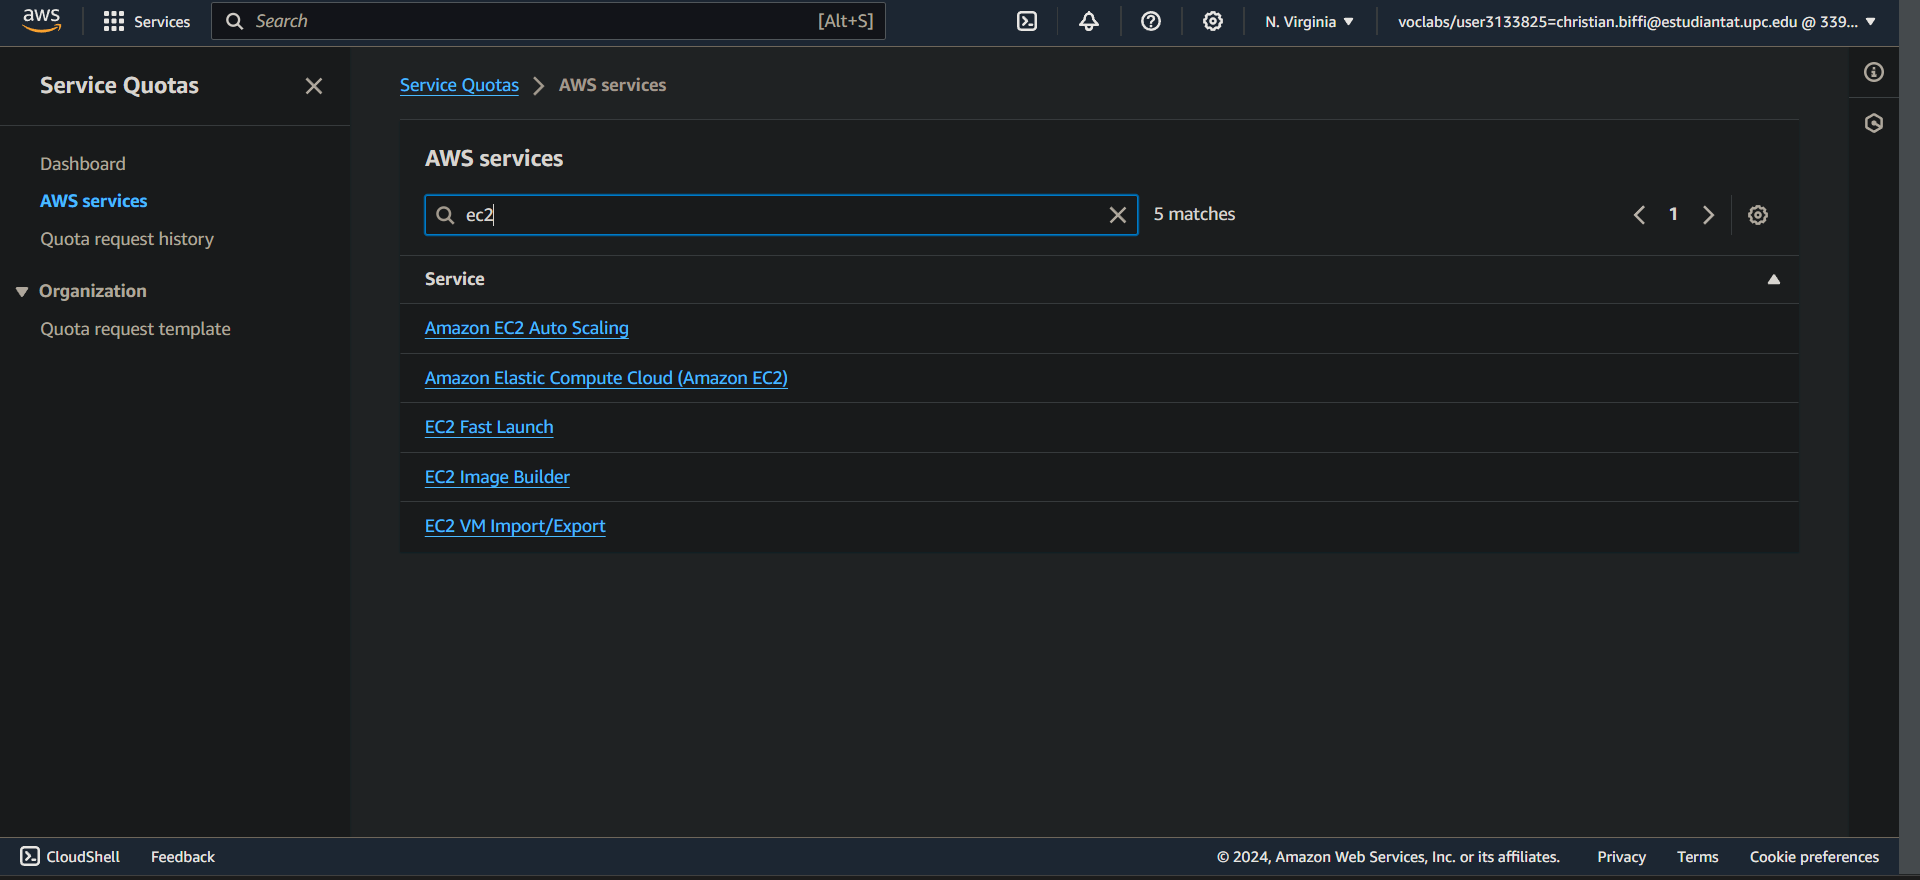 aws
Services
Search
[Alt+S]
N. Virginia
voclabs/user3133825=christian.biffi@estudiantat.upc.edu @ 339...
Service Quotas
Dashboard
AWS services
Quota request history
Organization
Quota request template
Service Quotas
AWS services
AWS services
ec2
5 matches
1
Service
Amazon EC2 Auto Scaling
Amazon Elastic Compute Cloud (Amazon EC2)
EC2 Fast Launch
EC2 Image Builder
EC2 VM Import/Export
CloudShell
Feedback
© 2024, Amazon Web Services, Inc. or its affiliates.
Privacy
Terms
Cookie preferences